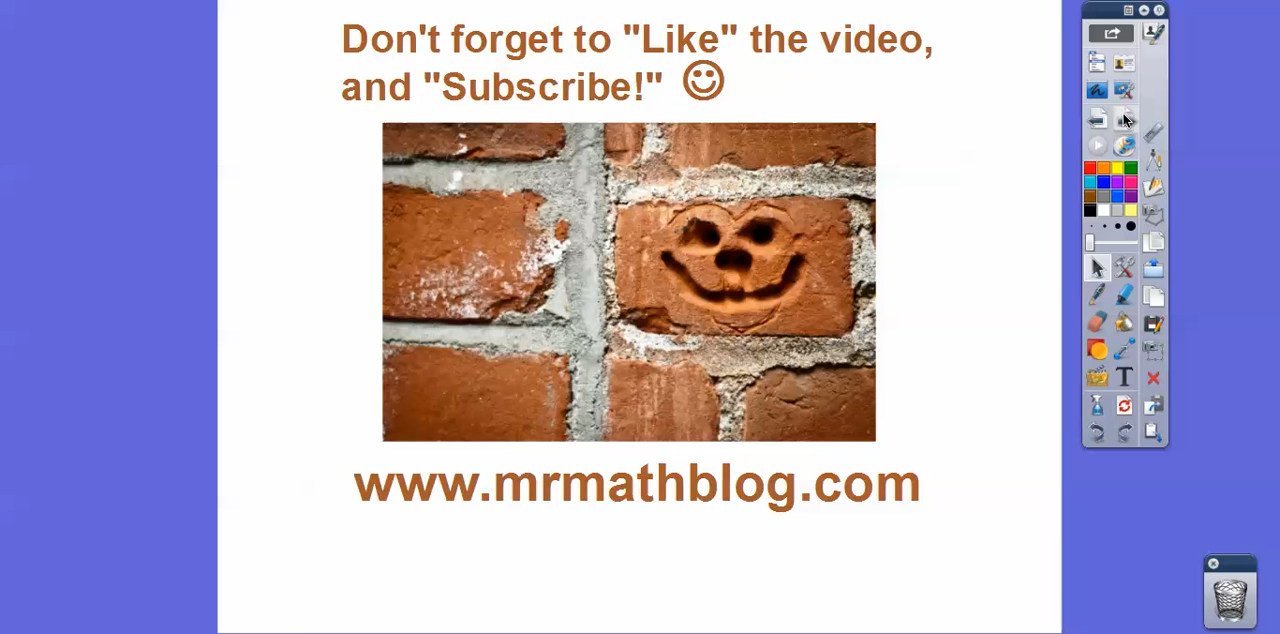 Don't forget to "Like" the video,
and "Subscribe!" ☺
www.mrmathblog.com